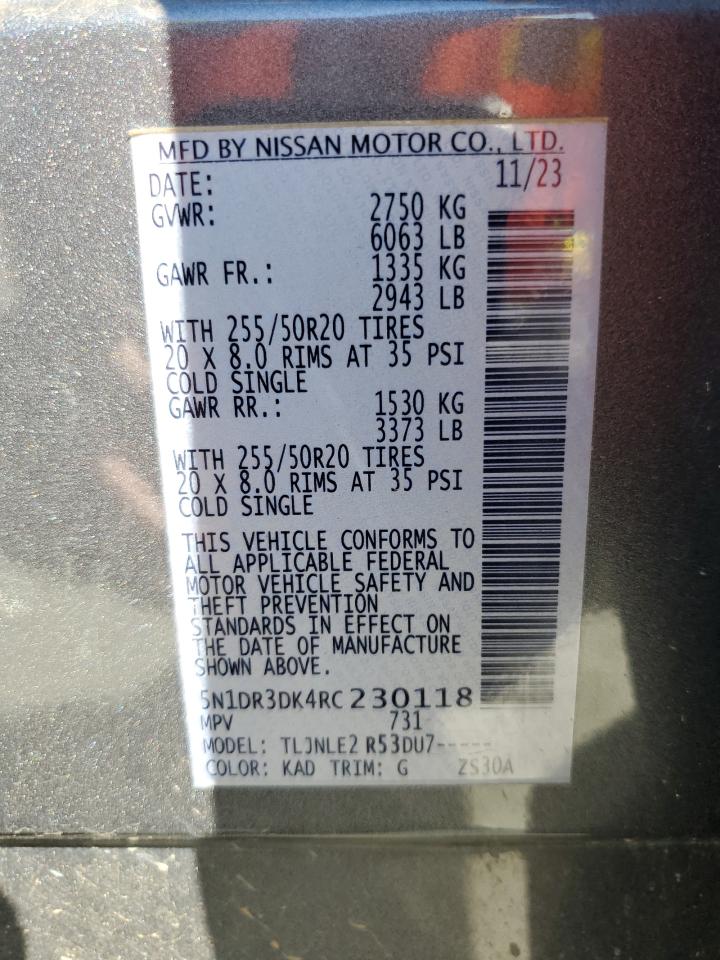 MFD BY NISSAN MOTOR CO., LTD.
DATE: 11/23
GVWR: 2750 KG
6063 LB
GAWR FR.: 1335 KG
2943 LB
WITH 255/50R20 TIRES
20 X 8.0 RIMS AT 35 PSI
COLD SINGLE
GAWR RR.: 1530 KG
3373 LB
WITH 255/50R20 TIRES
20 X 8.0 RIMS AT 35 PSI
COLD SINGLE
THIS VEHICLE CONFORMS TO
ALL APPLICABLE FEDERAL
MOTOR VEHICLE SAFETY AND
THEFT PREVENTION
STANDARDS IN EFFECT ON
THE DATE OF MANUFACTURE
SHOWN ABOVE.
5N1DR3DK4RC230118
MPV 731
MODEL: TLJNLE2 R53DU7-----
COLOR: KAD TRIM: G ZS30A